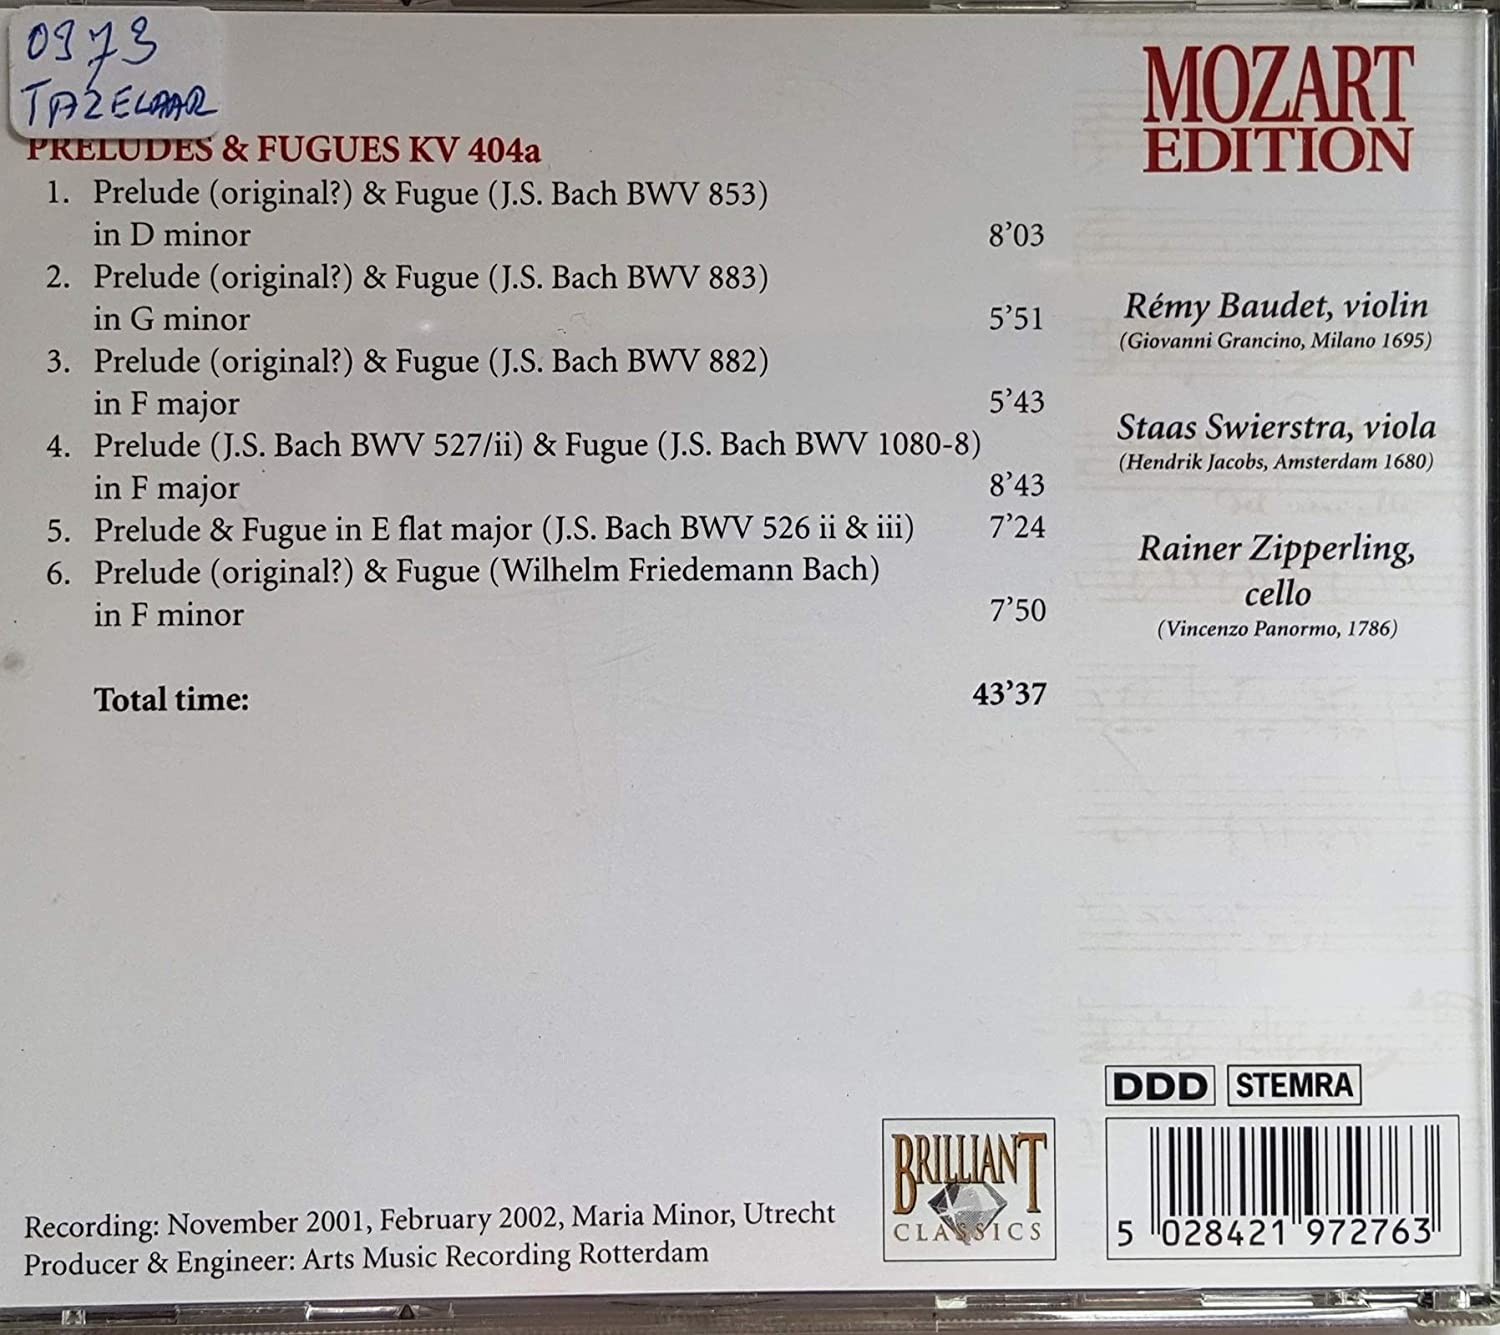 0973
TAZELAAR
PRELUDES & FUGUES KV 404a
1. Prelude (original?) & Fugue (J.S. Bach BWV 853)
in D minor 8’03
2. Prelude (original?) & Fugue (J.S. Bach BWV 883)
in G minor 5’51
3. Prelude (original?) & Fugue (J.S. Bach BWV 882)
in F major 5’43
4. Prelude (J.S. Bach BWV 527/ii) & Fugue (J.S. Bach BWV 1080-8)
in F major 8’43
5. Prelude & Fugue in E flat major (J.S. Bach BWV 526 ii & iii) 7’24
6. Prelude (original?) & Fugue (Wilhelm Friedemann Bach)
in F minor 7’50
Total time: 43’37
MOZART
EDITION
Rémy Baudet, violin
(Giovanni Grancino, Milano 1695)
Staas Swierstra, viola
(Hendrik Jacobs, Amsterdam 1680)
Rainer Zipperling,
cello
(Vincenzo Panormo, 1786)
Recording: November 2001, February 2002, Maria Minor, Utrecht
Producer & Engineer: Arts Music Recording Rotterdam
BRILLIANT
CLASSICS
DDD STEMRA
5 028421 972763